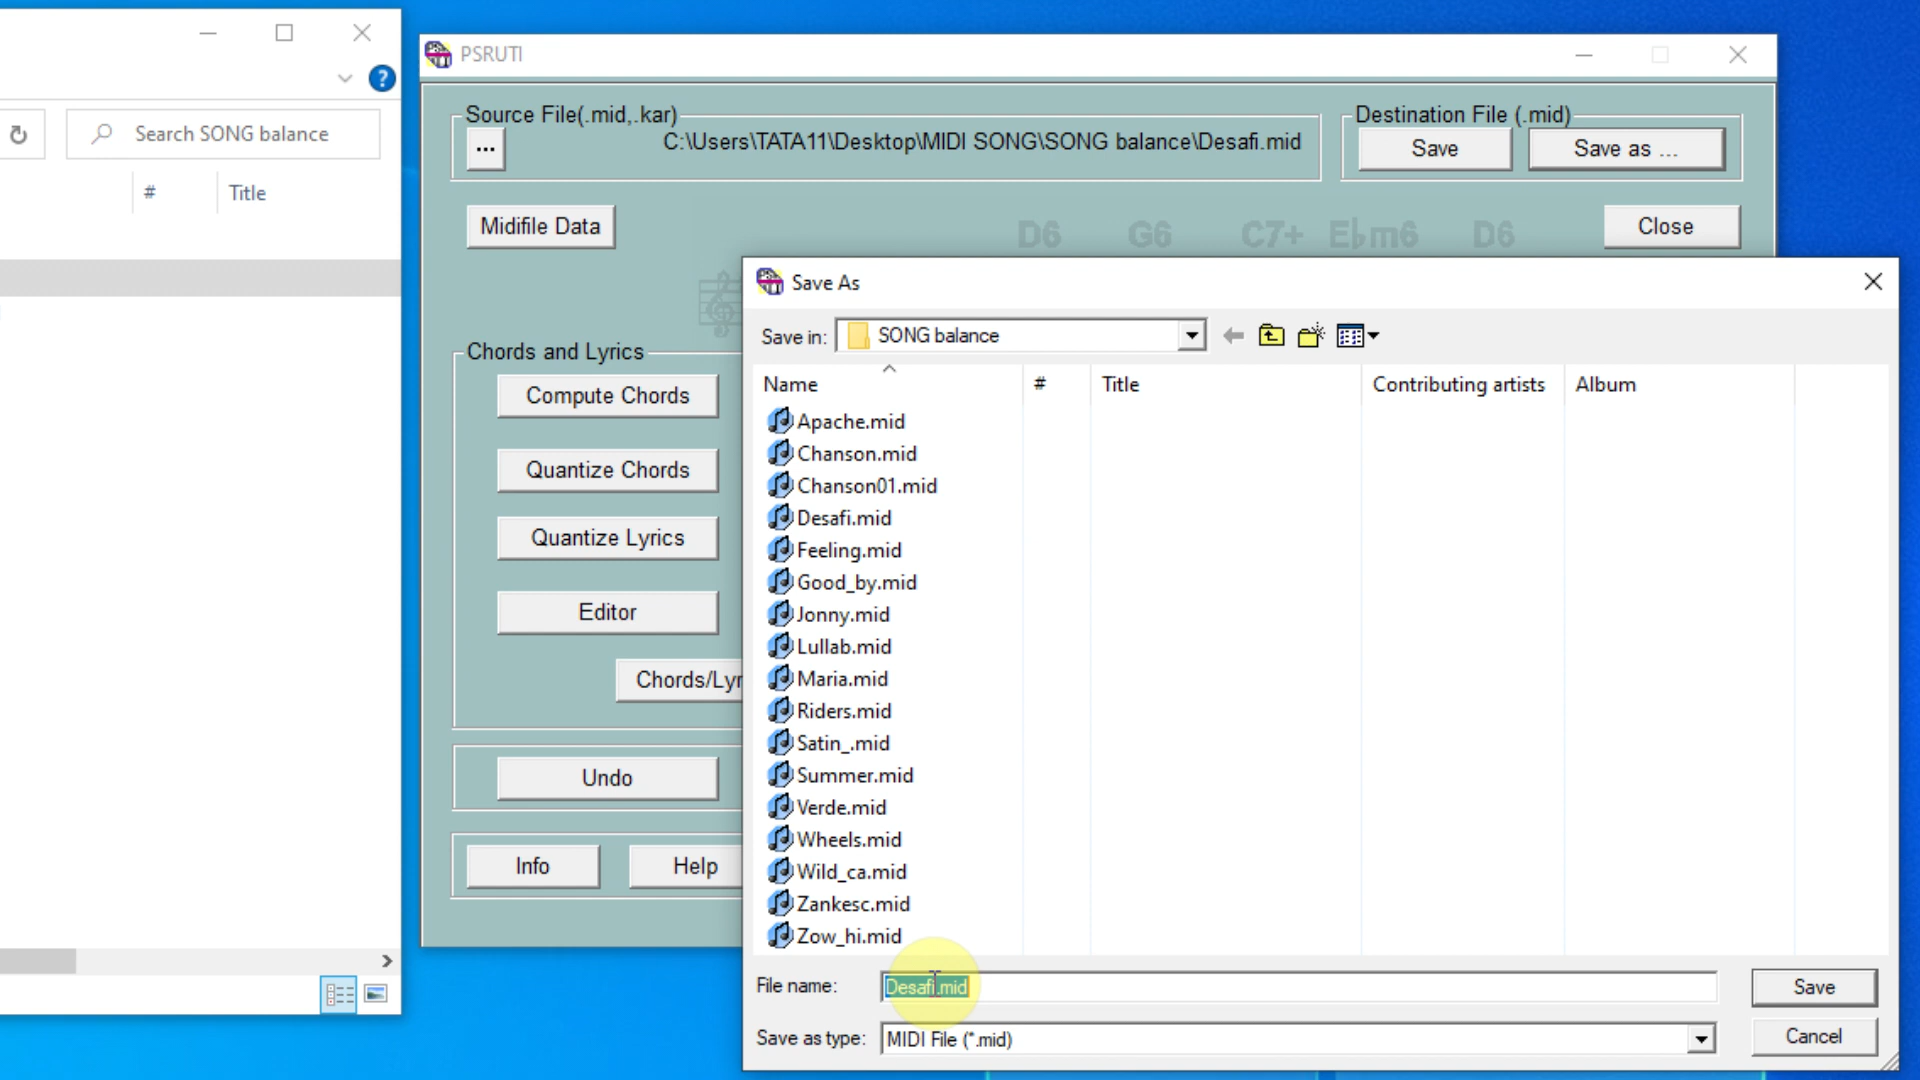 ?
Search SONG balance
#
Title
PSRUTI
Source File(.mid,.kar)
...
C:\Users\TATA11\Desktop\MIDI SONG\SONG balance\Desafi.mid
Destination File (.mid)
Save
Save as ...
Midifile Data
D6 G6 C7+ E♭m6 D6
Close
Chords and Lyrics
Compute Chords
Quantize Chords
Quantize Lyrics
Editor
Chords/Lyr
Undo
Info
Help
Save As
Save in:
SONG balance
Name
#
Title
Contributing artists
Album
Apache.mid
Chanson.mid
Chanson01.mid
Desafi.mid
Feeling.mid
Good_by.mid
Jonny.mid
Lullab.mid
Maria.mid
Riders.mid
Satin_.mid
Summer.mid
Verde.mid
Wheels.mid
Wild_ca.mid
Zankesc.mid
Zow_hi.mid
File name:
Desafi.mid
Save
Save as type:
MIDI File (*.mid)
Cancel